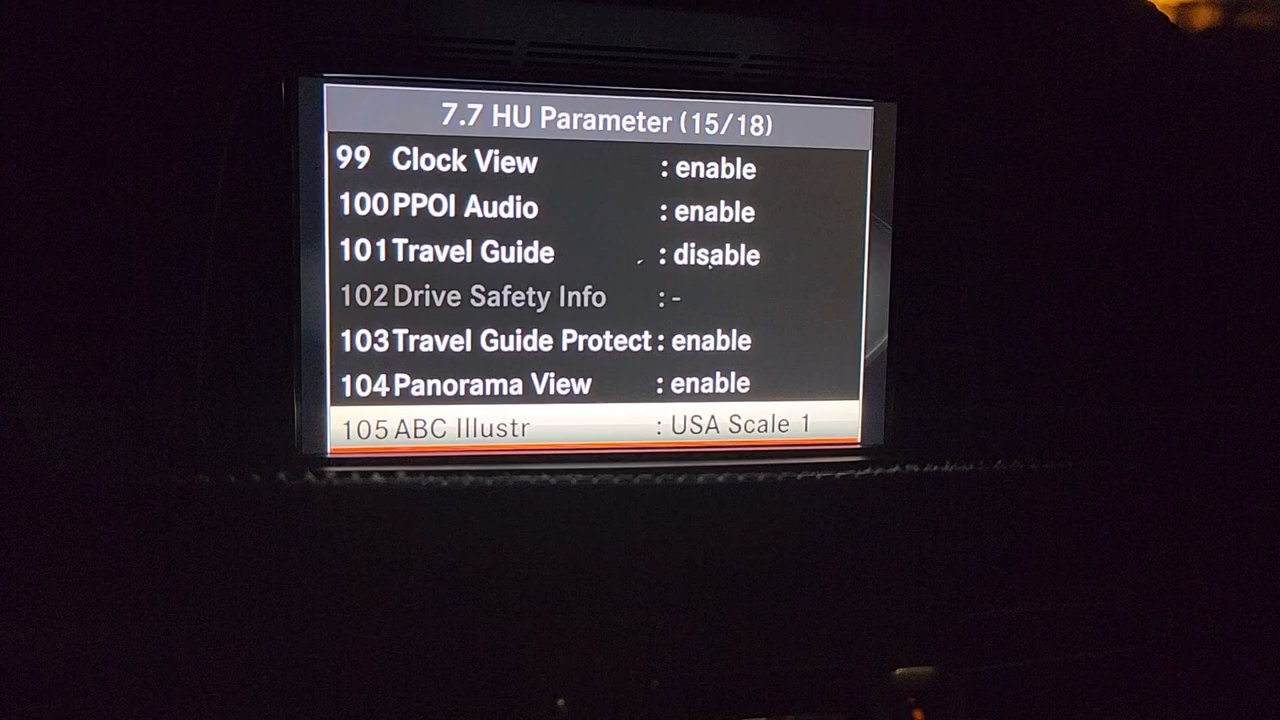 7.7 HU Parameter (15/18)
99 Clock View : enable
100 PPOI Audio : enable
101 Travel Guide : disable
102 Drive Safety Info : -
103 Travel Guide Protect : enable
104 Panorama View : enable
105 ABC Illustr : USA Scale 1